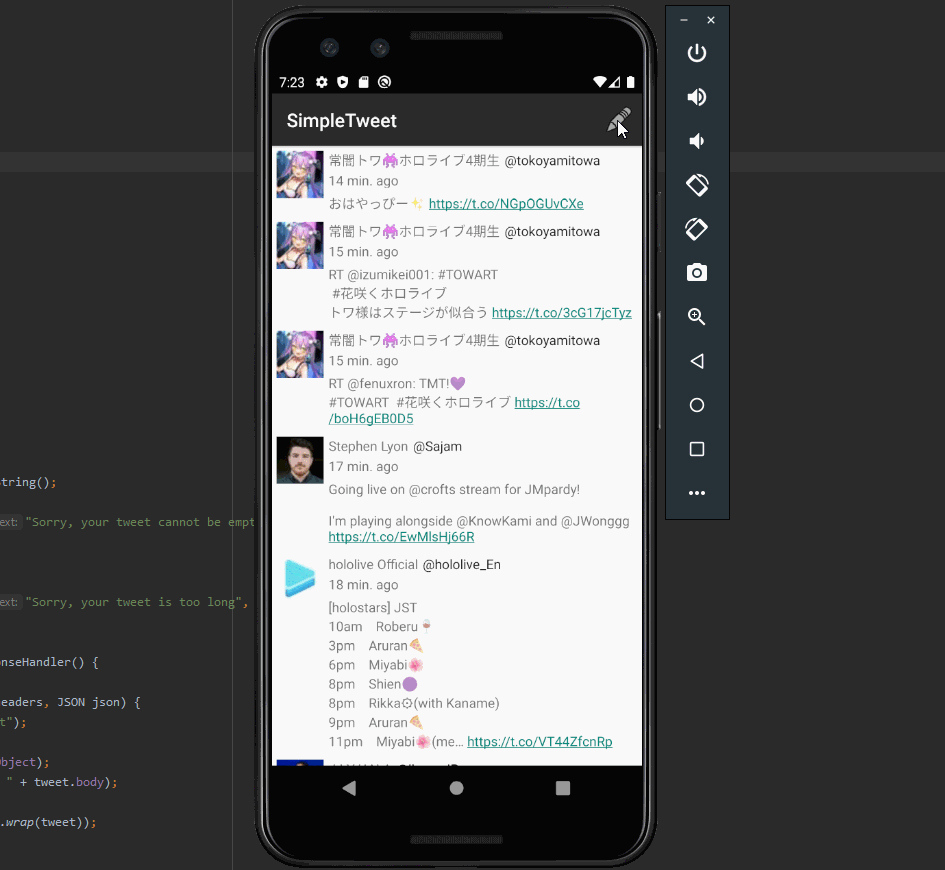 7:23
SimpleTweet
常闇トワ👾ホロライブ4期生 @tokoyamitowa
14 min. ago
おはやっぴー✨ https://t.co/NGpOGUvCXe
常闇トワ👾ホロライブ4期生 @tokoyamitowa
15 min. ago
RT @izumikei001: #TOWART
#花咲くホロライブ
トワ様はステージが似合う https://t.co/3cG17jcTyz
常闇トワ👾ホロライブ4期生 @tokoyamitowa
15 min. ago
RT @fenuxron: TMT!💜
#TOWART #花咲くホロライブ https://t.co
/boH6gEB0D5
Stephen Lyon @Sajam
17 min. ago
Going live on @crofts stream for JMpardy!
I'm playing alongside @KnowKami and @JWonggg
https://t.co/EwMlsHj66R
hololive Official @hololive_En
18 min. ago
[holostars] JST
10am Roberu🍷
3pm Aruran🍕
6pm Miyabi🌸
8pm Shien🟣
8pm Rikka⚙(with Kaname)
9pm Aruran🍕
11pm Miyabi🌸(me… https://t.co/VT44ZfcnRp
tring();
ext: "Sorry, your tweet cannot be empt
ext: "Sorry, your tweet is too long",
onseHandler() {
eaders, JSON json) {
t");
bject);
" + tweet.body);
.wrap(tweet));